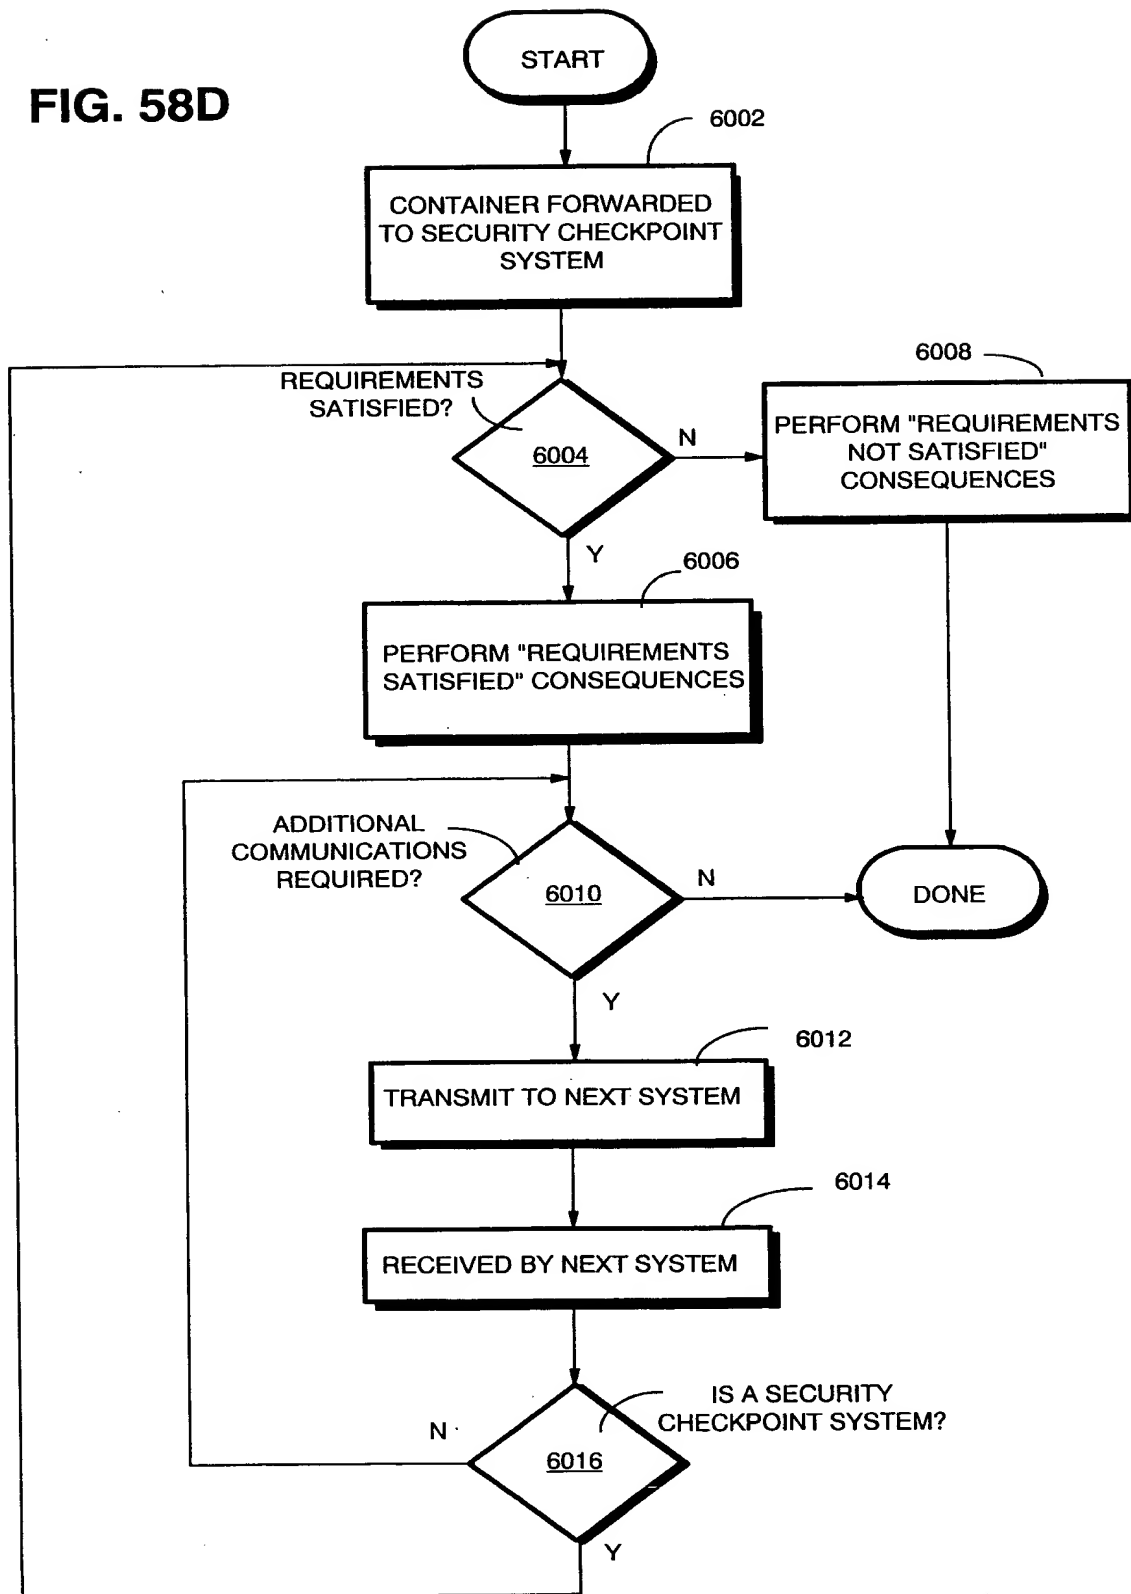 START
FIG. 58D
6002
CONTAINER FORWARDED
TO SECURITY CHECKPOINT
SYSTEM
6008
REQUIREMENTS
SATISFIED?
6004
N
PERFORM "REQUIREMENTS
NOT SATISFIED"
CONSEQUENCES
Y
6006
PERFORM "REQUIREMENTS
SATISFIED" CONSEQUENCES
ADDITIONAL
COMMUNICATIONS
REQUIRED?
6010
N
DONE
Y
6012
TRANSMIT TO NEXT SYSTEM
6014
RECEIVED BY NEXT SYSTEM
IS A SECURITY
CHECKPOINT SYSTEM?
N
6016
Y